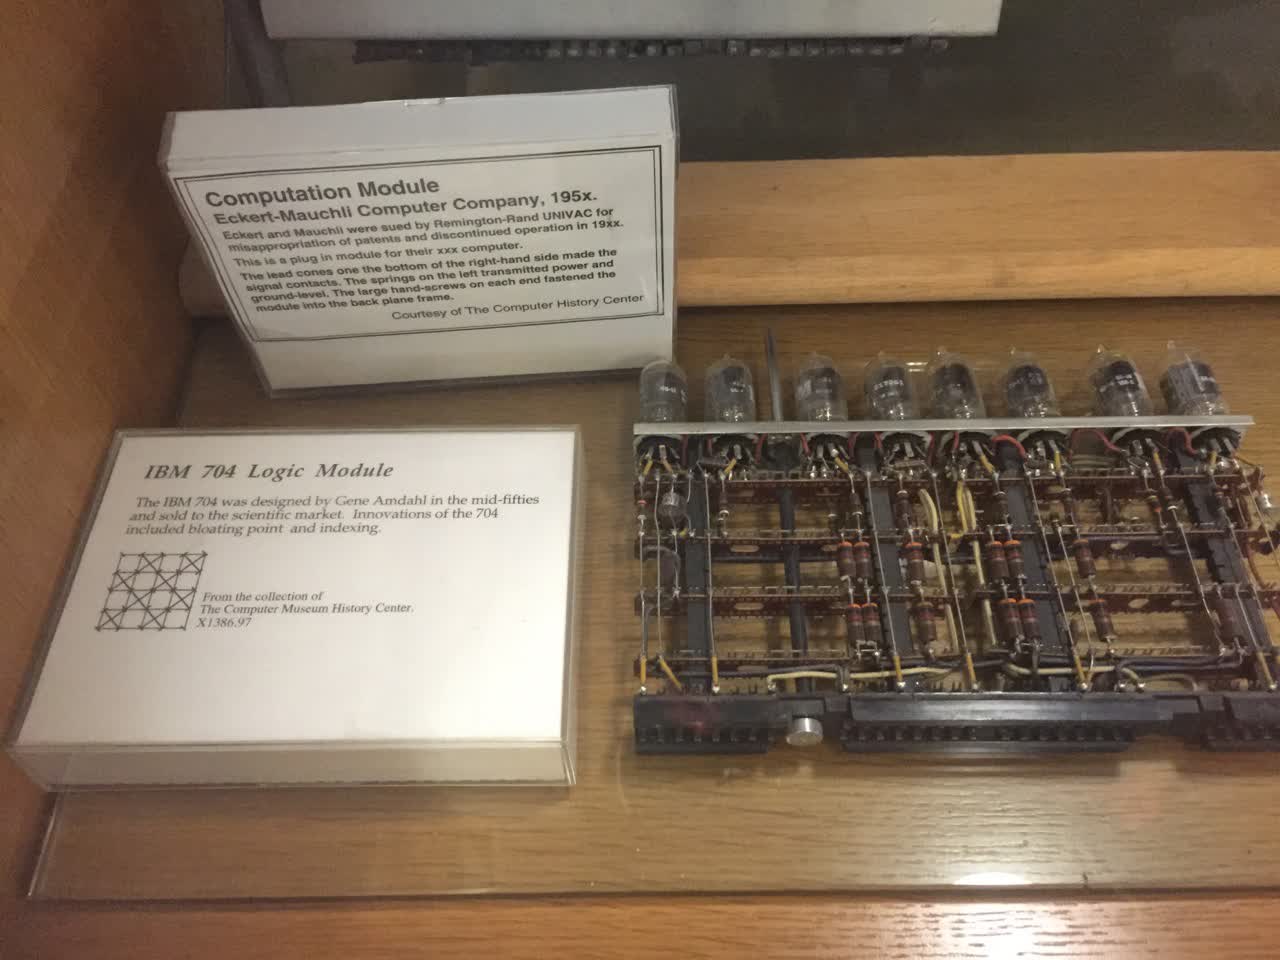 Computation Module
Eckert-Mauchli Computer Company, 195x.
Eckert and Mauchli were sued by Remington-Rand UNIVAC for
misappropriation of patents and discontinued operation in 19xx.
This is a plug in module for their xxx computer.
The lead cones one the bottom of the right-hand side made the
signal contacts. The springs on the left transmitted power and
ground-level. The large hand-screws on each end fastened the
module into the back plane frame.
Courtesy of The Computer History Center
IBM 704 Logic Module
The IBM 704 was designed by Gene Amdahl in the mid-fifties
and sold to the scientific market. Innovations of the 704
included bloating point and indexing.
From the collection of
The Computer Museum History Center.
X1386.97